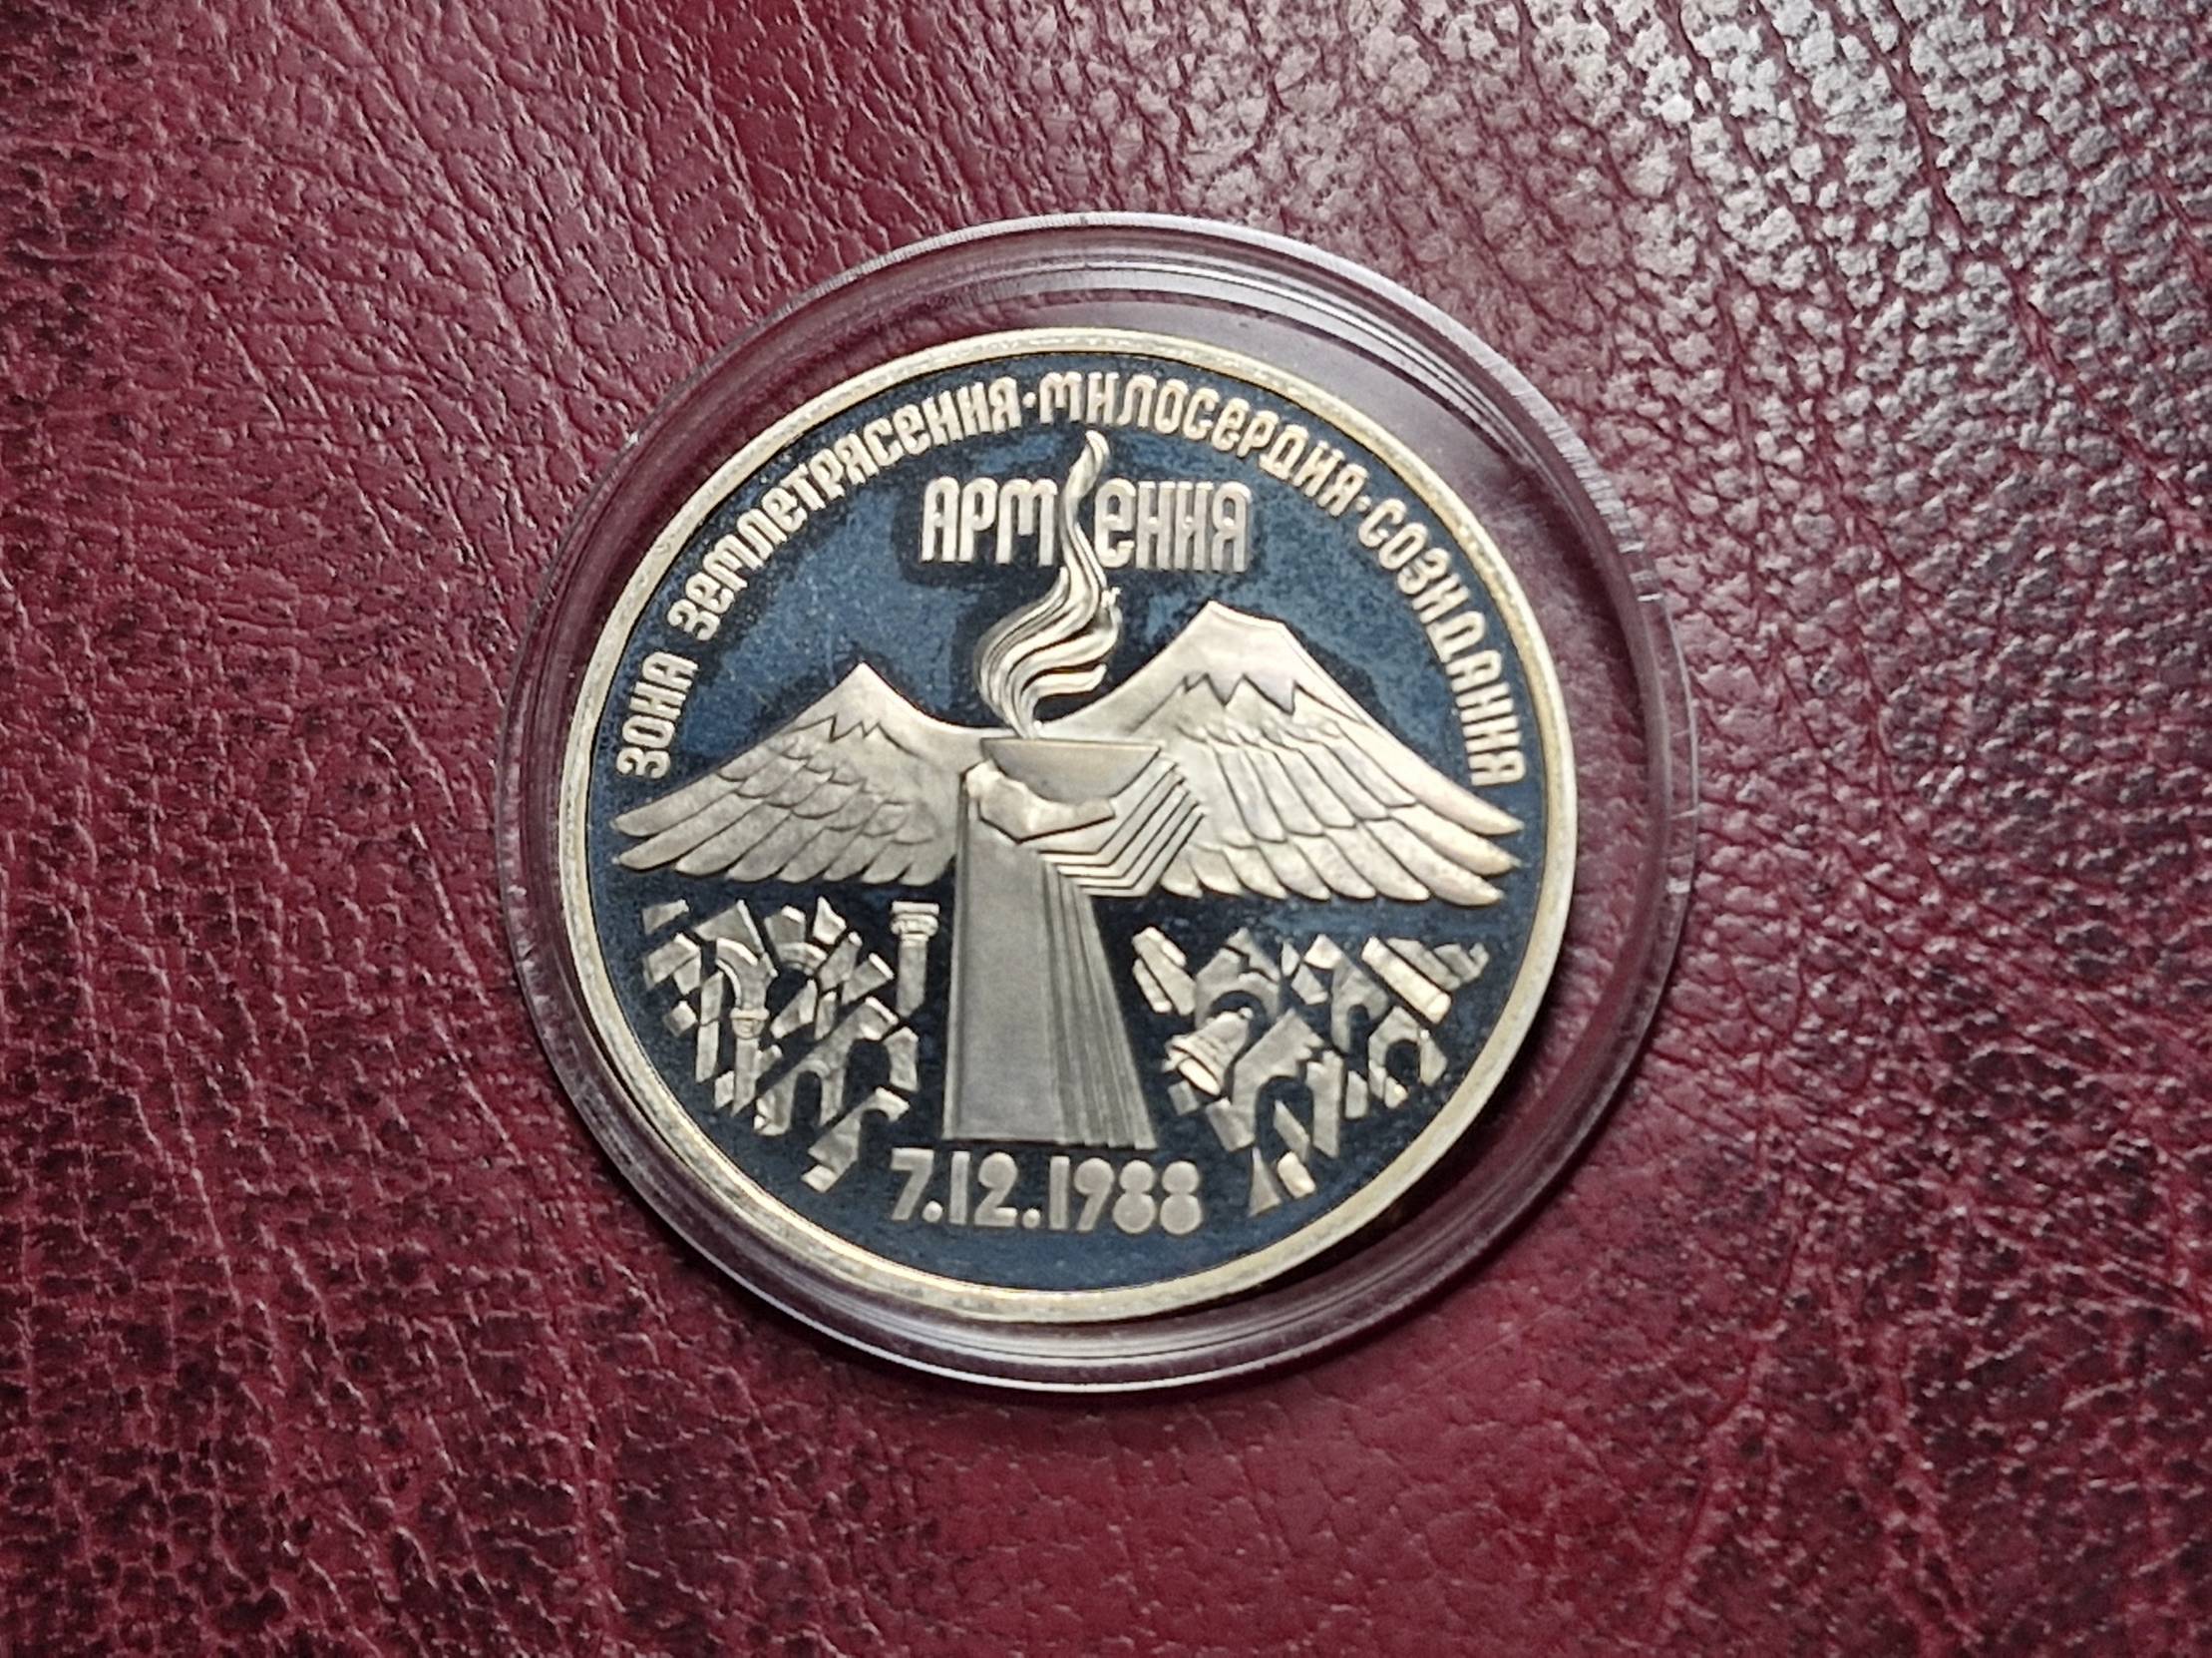 ЗОНА ЗЕМЛЕТРЯСЕНИЯ·МИЛОСЕРДИЯ·СОЗИДАНИЯ
АРМЕНИЯ
7.12.1988